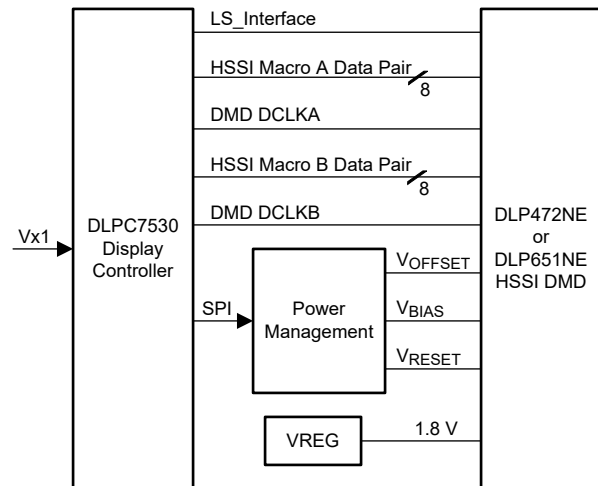 LS_Interface
HSSI Macro A Data Pair
8
DMD DCLKA
HSSI Macro B Data Pair
8
DMD DCLKB
Vx1
DLPC7530
Display
Controller
SPI
Power
Management
VOFFSET
VBIAS
VRESET
VREG
1.8 V
DLP472NE
or
DLP651NE
HSSI DMD